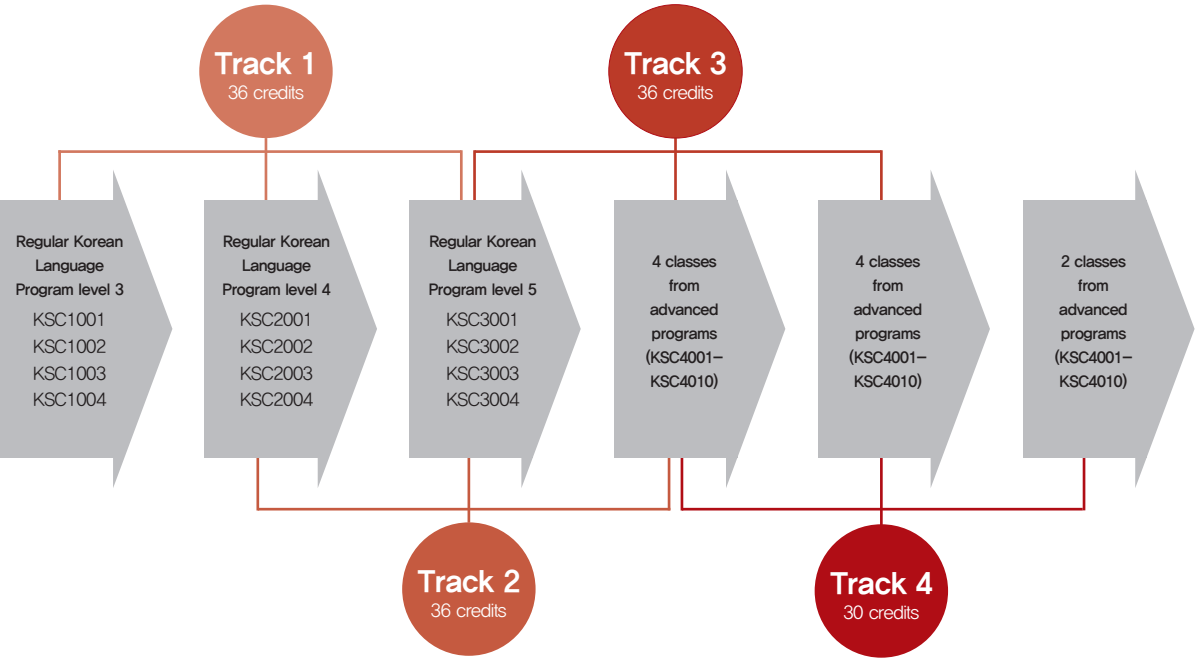 Track 1
36 credits
Track 3
36 credits
Regular Korean
Language
Program level 3
KSC1001
KSC1002
KSC1003
KSC1004
Regular Korean
Language
Program level 4
KSC2001
KSC2002
KSC2003
KSC2004
Regular Korean
Language
Program level 5
KSC3001
KSC3002
KSC3003
KSC3004
4 classes
from
advanced
programs
(KSC4001-
KSC4010)
4 classes
from
advanced
programs
(KSC4001-
KSC4010)
2 classes
from
advanced
programs
(KSC4001-
KSC4010)
Track 2
36 credits
Track 4
30 credits